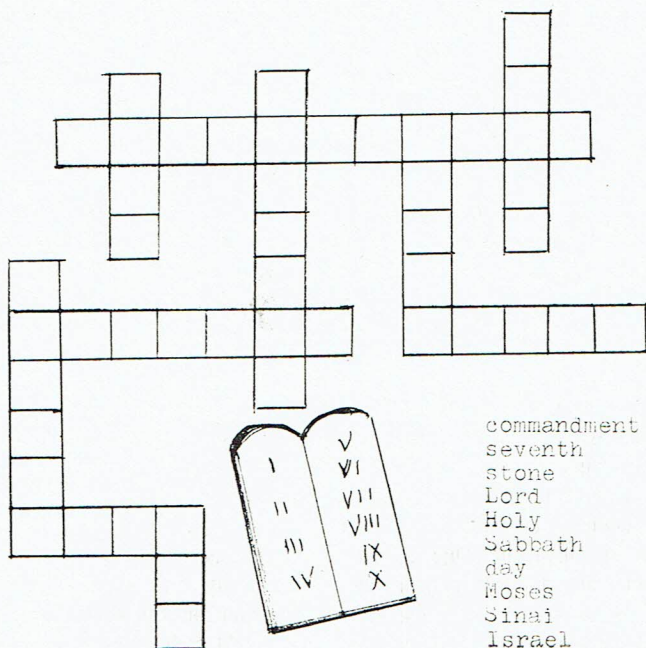 I
II
III
IV
V
VI
VII
VIII
IX
X
commandment
seventh
stone
Lord
Holy
Sabbath
day
Moses
Sinai
Israel